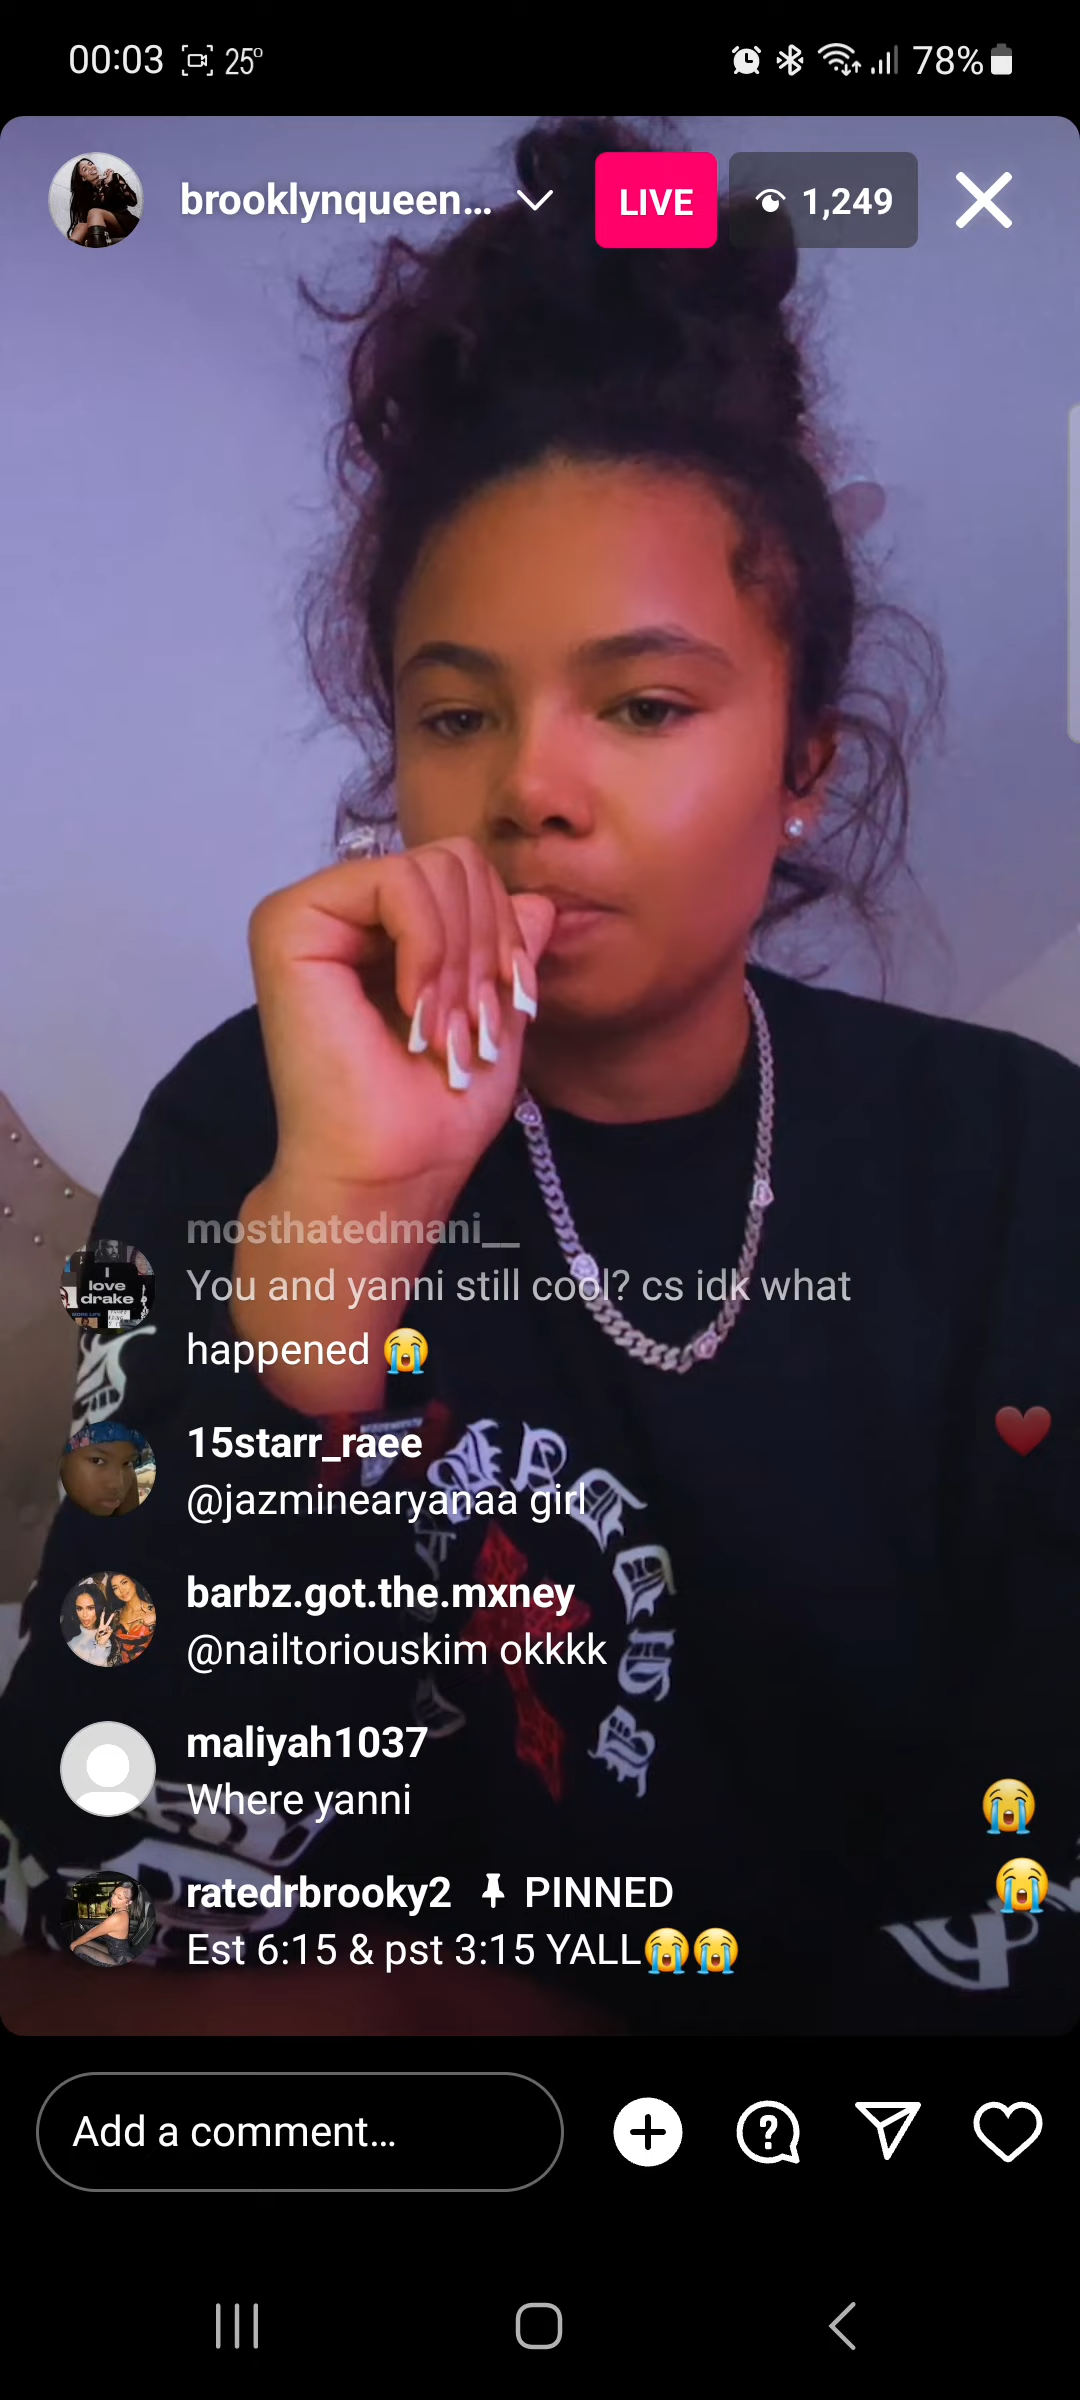 00:03 25° 78%
brooklynqueen... LIVE 1,249
mosthatedmani__
You and yanni still cool? cs idk what
happened 😭
I
love
drake
15starr_raee
@jazminearyanaa girl
barbz.got.the.mxney
@nailtoriouskim okkkk
maliyah1037
Where yanni
ratedrbrooky2 PINNED
Est 6:15 & pst 3:15 YALL😭😭
Add a comment...